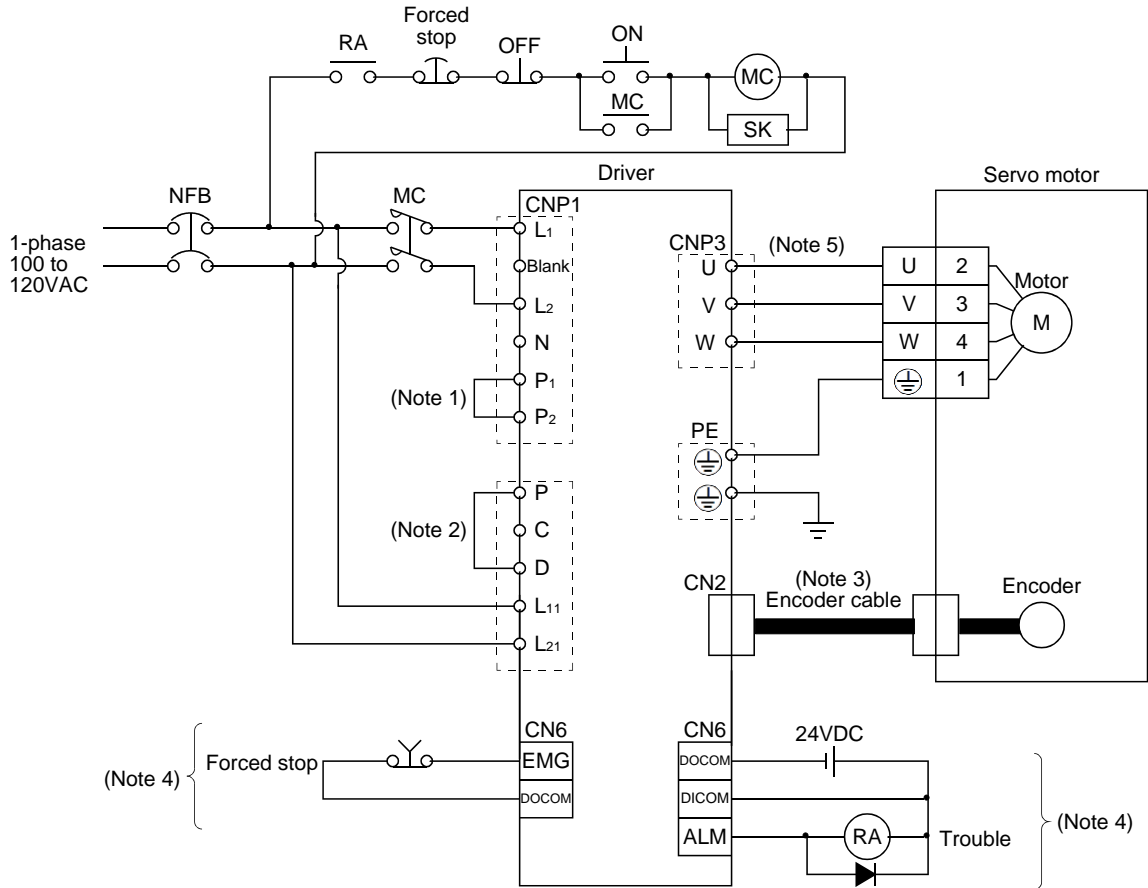 Forced
stop
RA
OFF
ON
MC
MC
SK
Driver
Servo motor
NFB
MC
CNP1
1-phase
100 to
120VAC
L1
Blank
L2
N
P1
P2
(Note 1)
CNP3
(Note 5)
U
V
W
U 2
V 3
W 4
1
Motor
M
PE
P
C
D
L11
L21
(Note 2)
CN2
(Note 3)
Encoder cable
Encoder
CN6
(Note 4)
Forced stop
EMG
DOCOM
CN6
24VDC
DOCOM
DICOM
ALM
RA
Trouble
(Note 4)